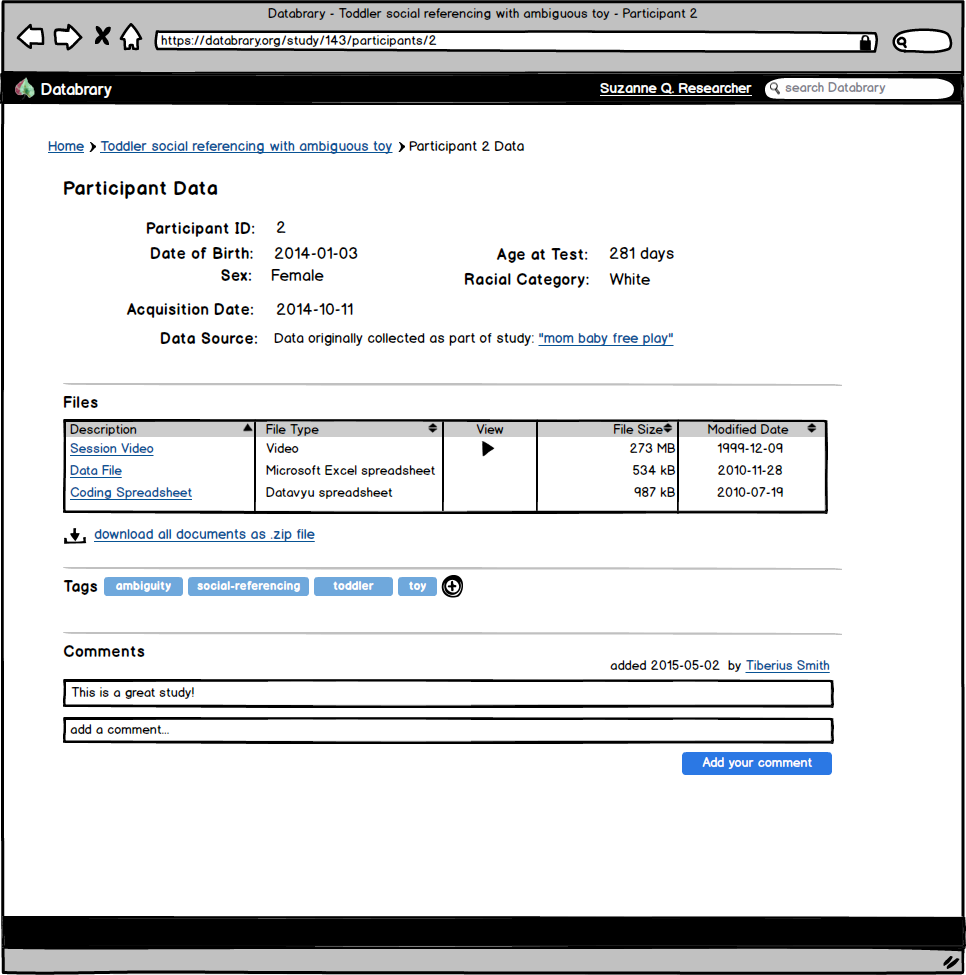 Databrary - Toddler social referencing with ambiguous toy - Participant 2
https://databrary.org/study/143/participants/2
Databrary Suzanne Q. Researcher search Databrary
Home Toddler social referencing with ambiguous toy Participant 2 Data
Participant Data
Participant ID: 2
Date of Birth: 2014-01-03 Age at Test: 281 days
Sex: Female Racial Category: White
Acquisition Date: 2014-10-11
Data Source: Data originally collected as part of study: "mom baby free play"
Files
Description File Type View File Size Modified Date
Session Video Video 273 MB 1999-12-09
Data File Microsoft Excel spreadsheet 534 kB 2010-11-28
Coding Spreadsheet Datavyu spreadsheet 987 kB 2010-07-19
download all documents as .zip file
Tags ambiguity social-referencing toddler toy
Comments
added 2015-05-02 by Tiberius Smith
This is a great study!
add a comment...
Add your comment